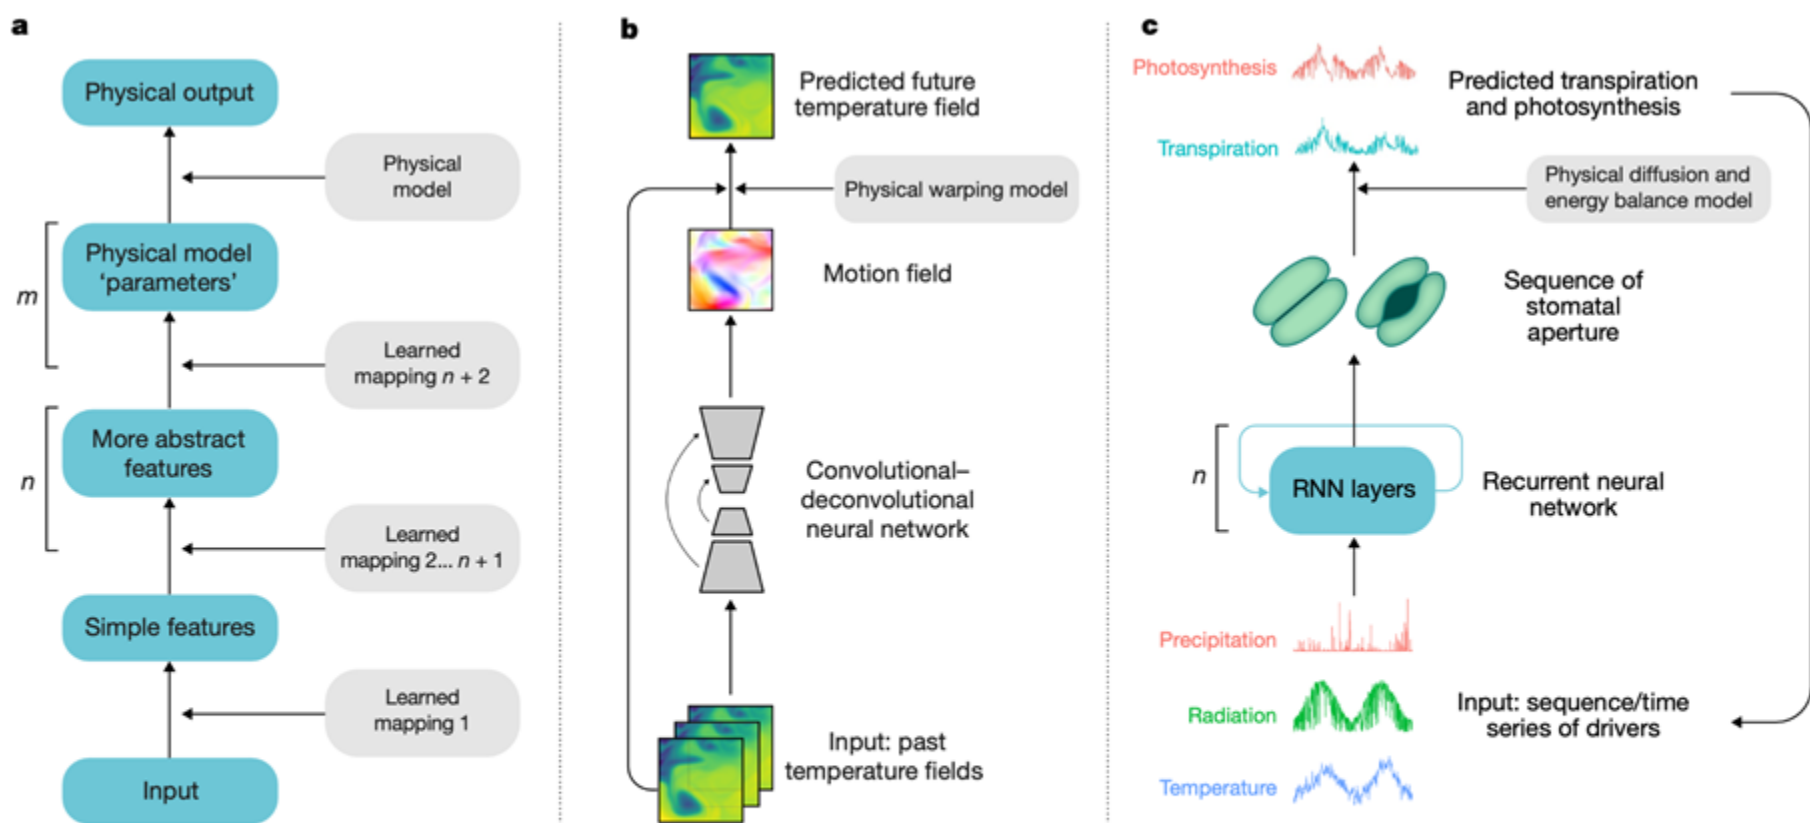 a
Physical output
Physical
model
Physical model
‘parameters’
m
Learned
mapping n + 2
More abstract
features
n
Learned
mapping 2... n + 1
Simple features
Learned
mapping 1
Input
b
Predicted future
temperature field
Physical warping model
Motion field
Convolutional–
deconvolutional
neural network
Input: past
temperature fields
c
Photosynthesis
Predicted transpiration
and photosynthesis
Transpiration
Physical diffusion and
energy balance model
Sequence of
stomatal
aperture
n
RNN layers
Recurrent neural
network
Precipitation
Radiation
Input: sequence/time
series of drivers
Temperature